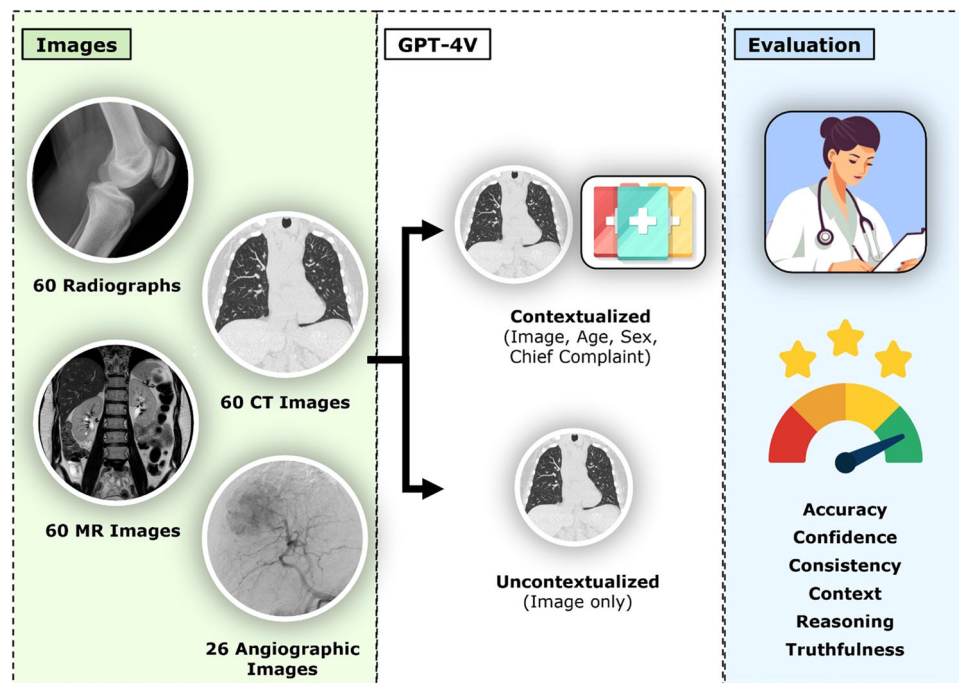 Images
60 Radiographs
60 CT Images
60 MR Images
26 Angiographic
Images
GPT-4V
Contextualized
(Image, Age, Sex,
Chief Complaint)
Uncontextualized
(Image only)
Evaluation
Accuracy
Confidence
Consistency
Context
Reasoning
Truthfulness